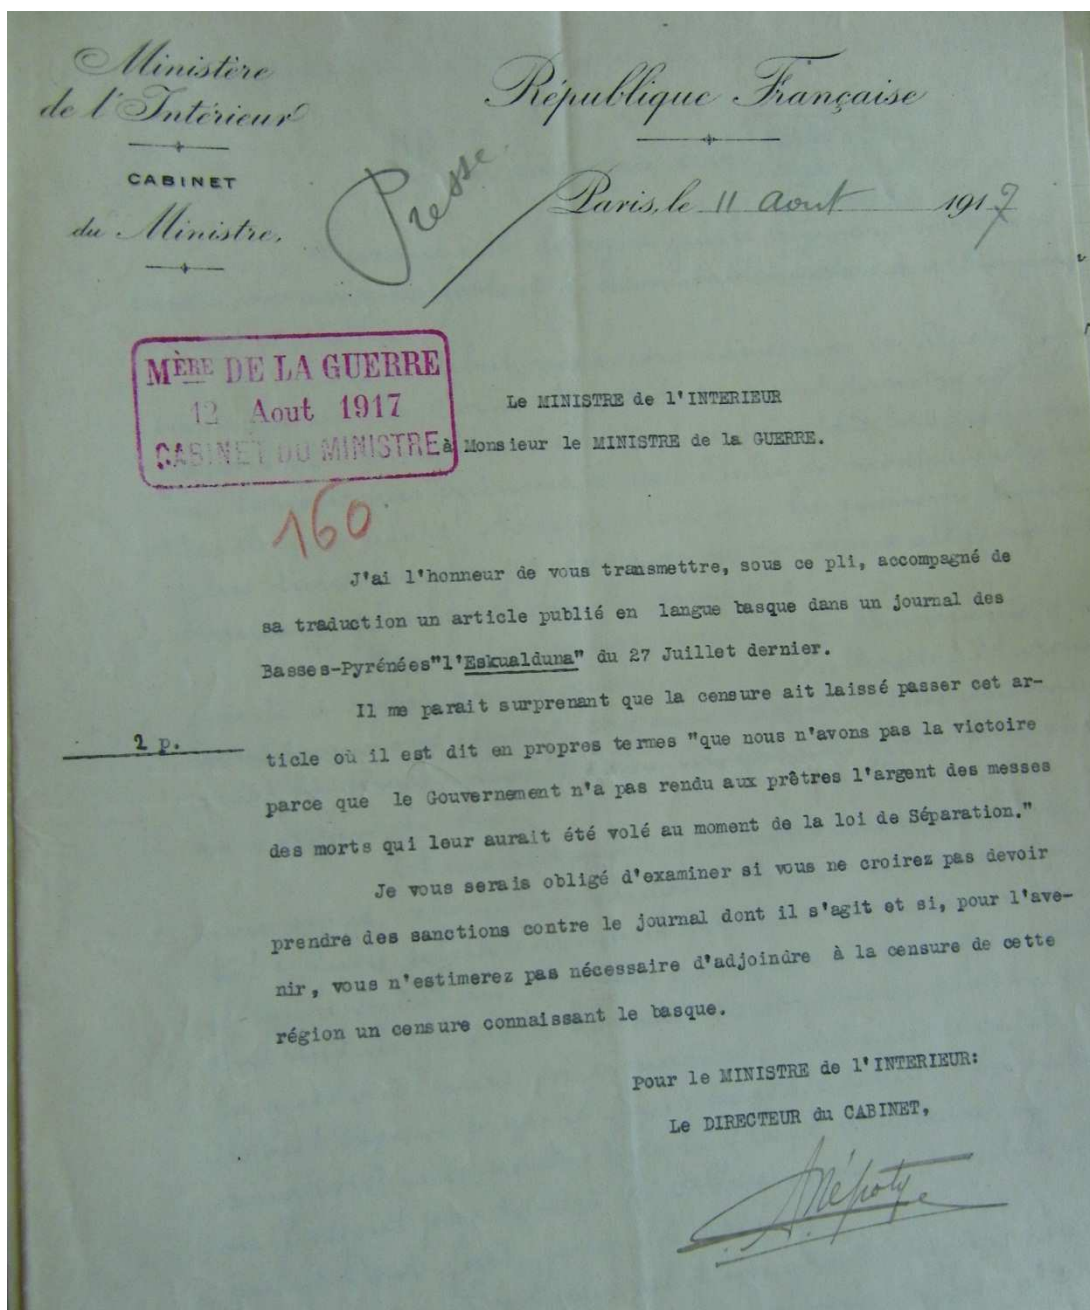 Ministère
de l'Intérieur
CABINET
du Ministre.
République Française
Presse.
Paris, le 11 aout 1917
MÈRE DE LA GUERRE
12 Aout 1917
CABINET DU MINISTRE
160
Le MINISTRE de l'INTERIEUR
à Monsieur le MINISTRE de la GUERRE.
J'ai l'honneur de vous transmettre, sous ce pli, accompagné de
sa traduction un article publié en langue basque dans un journal des
Basses-Pyrénées"l'Eskualduna" du 27 Juillet dernier.
Il me parait surprenant que la censure ait laissé passer cet ar-
2 p.
ticle où il est dit en propres termes "que nous n'avons pas la victoire
parce que le Gouvernement n'a pas rendu aux prêtres l'argent des messes
des morts qui leur aurait été volé au moment de la loi de Séparation."
Je vous serais obligé d'examiner si vous ne croirez pas devoir
prendre des sanctions contre le journal dont il s'agit et si, pour l'ave-
nir, vous n'estimerez pas nécessaire d'adjoindre à la censure de cette
région un censure connaissant le basque.
Pour le MINISTRE de l'INTERIEUR:
Le DIRECTEUR du CABINET,